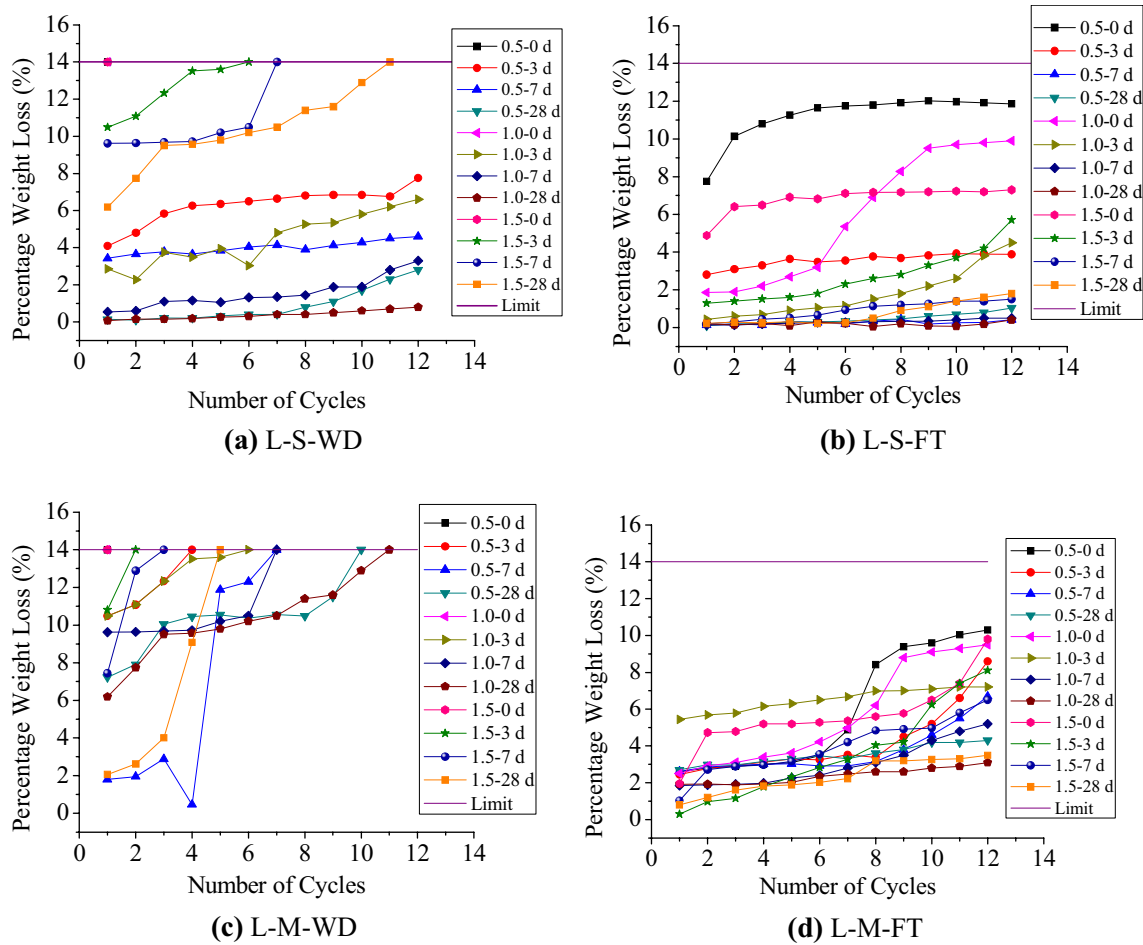 Percentage Weight Loss (%)
16
14
12
10
8
6
4
2
0
0 2 4 6 8 10 12 14
Number of Cycles
0.5-0 d
0.5-3 d
0.5-7 d
0.5-28 d
1.0-0 d
1.0-3 d
1.0-7 d
1.0-28 d
1.5-0 d
1.5-3 d
1.5-7 d
1.5-28 d
Limit
(a) L-S-WD
Percentage Weight Loss (%)
16
14
12
10
8
6
4
2
0
0 2 4 6 8 10 12 14
Number of Cycles
0.5-0 d
0.5-3 d
0.5-7 d
0.5-28 d
1.0-0 d
1.0-3 d
1.0-7 d
1.0-28 d
1.5-0 d
1.5-3 d
1.5-7 d
1.5-28 d
Limit
(b) L-S-FT
Percentage Weight Loss (%)
16
14
12
10
8
6
4
2
0
0 2 4 6 8 10 12 14
Number of Cycles
0.5-0 d
0.5-3 d
0.5-7 d
0.5-28 d
1.0-0 d
1.0-3 d
1.0-7 d
1.0-28 d
1.5-0 d
1.5-3 d
1.5-7 d
1.5-28 d
Limit
(c) L-M-WD
Percentage Weight Loss (%)
16
14
12
10
8
6
4
2
0
0 2 4 6 8 10 12 14
Number of Cycles
0.5-0 d
0.5-3 d
0.5-7 d
0.5-28 d
1.0-0 d
1.0-3 d
1.0-7 d
1.0-28 d
1.5-0 d
1.5-3 d
1.5-7 d
1.5-28 d
Limit
(d) L-M-FT